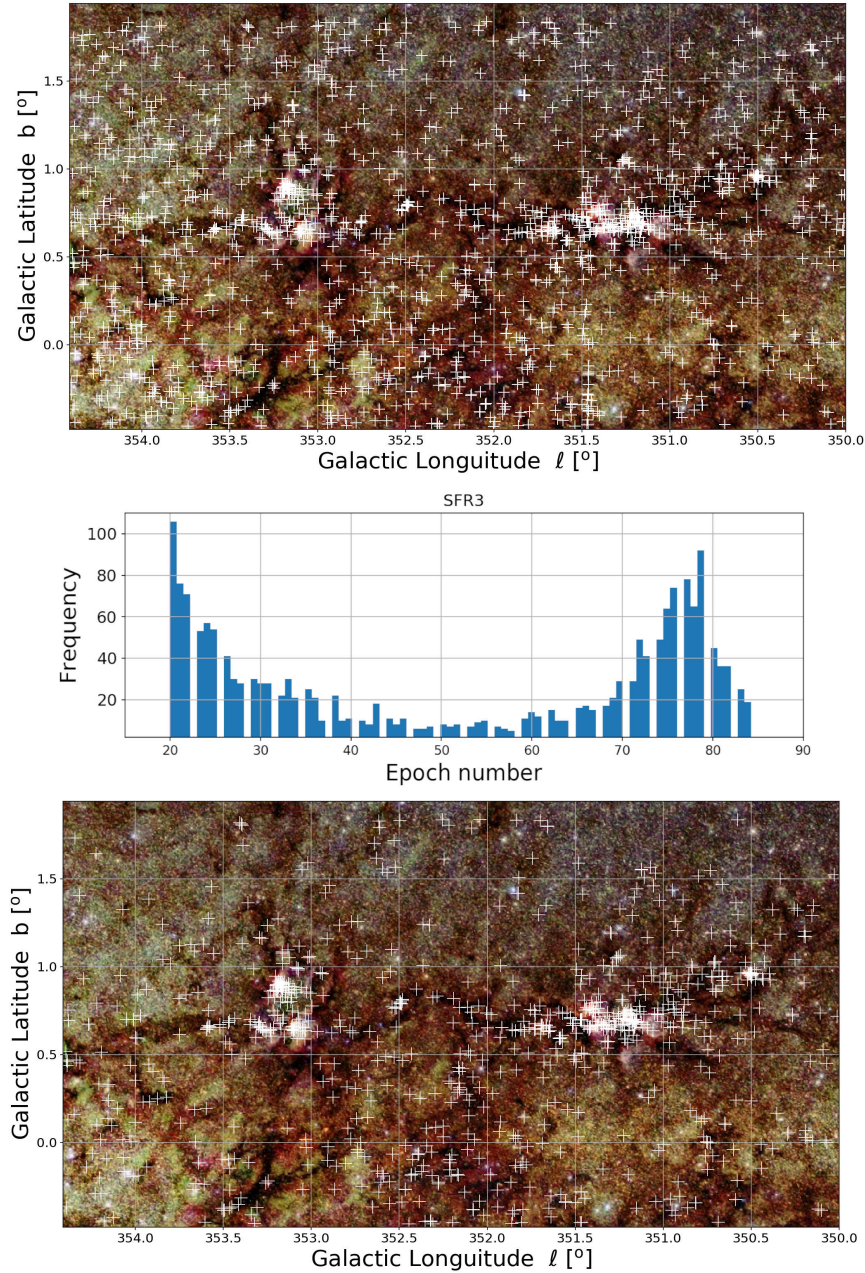 1.5
1.0
0.5
0.0
Galactic Latitude b [º]
354.0 353.5 353.0 352.5 352.0 351.5 351.0 350.5 350.0
Galactic Longuitude ℓ [º]
SFR3
100
80
60
40
20
Frequency
20 30 40 50 60 70 80 90
Epoch number
1.5
1.0
0.5
0.0
Galactic Latitude b [º]
354.0 353.5 353.0 352.5 352.0 351.5 351.0 350.5 350.0
Galactic Longuitude ℓ [º]